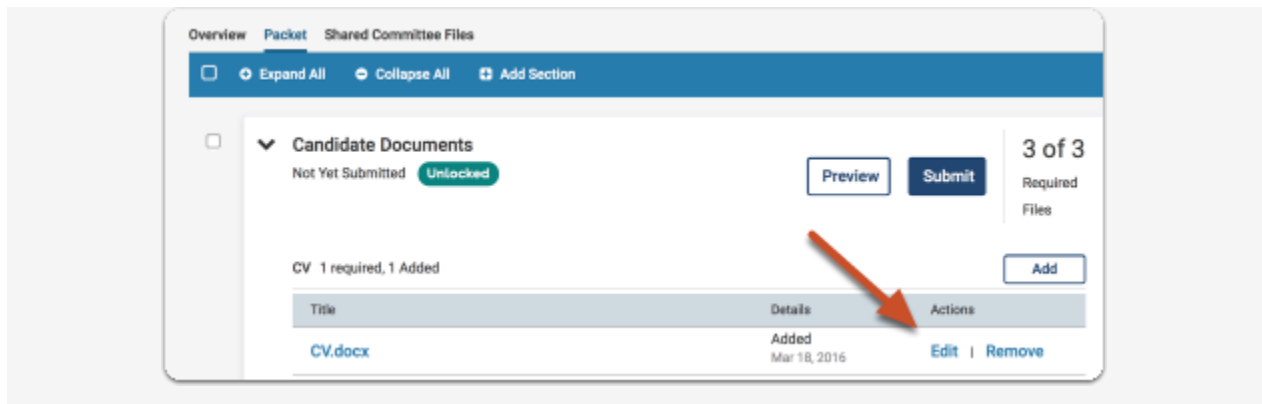 Overview Packet Shared Committee Files
Expand All Collapse All Add Section
Candidate Documents
Not Yet Submitted Unlocked
Preview Submit
3 of 3
Required
Files
CV 1 required, 1 Added
Add
Title Details Actions
CV.docx
Added
Mar 18, 2016
Edit | Remove